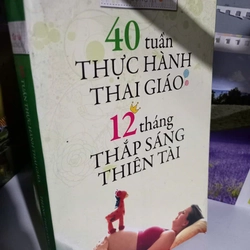 40 tuần
THỰC HÀNH
THAI GIÁO
12 tháng
THẮP SÁNG
THIÊN TÀI